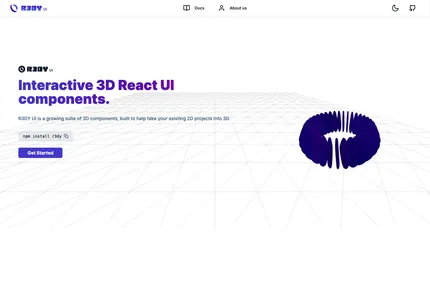 R3DY UI
Docs
About us
R3DY UI
Interactive 3D React UI
components.
R3DY UI is a growing suite of 3D components, built to help take your existing 2D projects into 3D.
npm install r3dy
Get Started